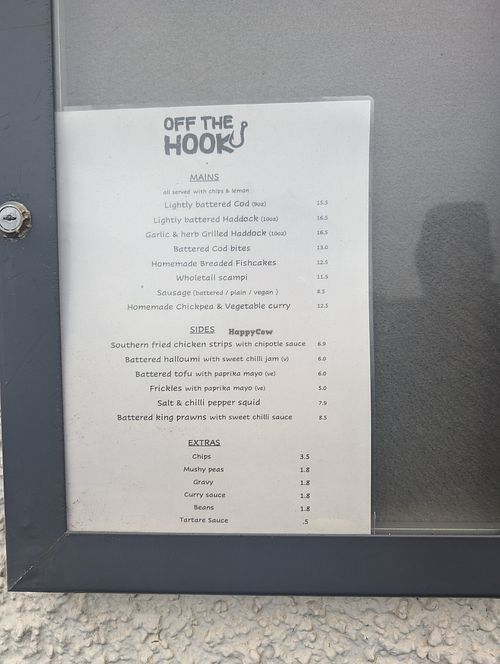 OFF THE
HOOK
MAINS
all served with chips & lemon
Lightly battered Cod (9oz) 15.5
Lightly battered Haddock (10oz) 16.5
Garlic & herb Grilled Haddock (10oz) 16.5
Battered Cod bites 13.0
Homemade Breaded Fishcakes 12.5
Wholetail scampi 11.5
Sausage (battered / plain / vegan ) 8.5
Homemade Chickpea & Vegetable curry 12.5
SIDES
HappyCow
Southern fried chicken strips with chipotle sauce 6.9
Battered halloumi with sweet chilli jam (v) 6.0
Battered tofu with paprika mayo (ve) 6.0
Frickles with paprika mayo (ve) 5.0
Salt & chilli pepper squid 7.9
Battered king prawns with sweet chilli sauce 8.5
EXTRAS
Chips 3.5
Mushy peas 1.8
Gravy 1.8
Curry sauce 1.8
Beans 1.8
Tartare Sauce .5